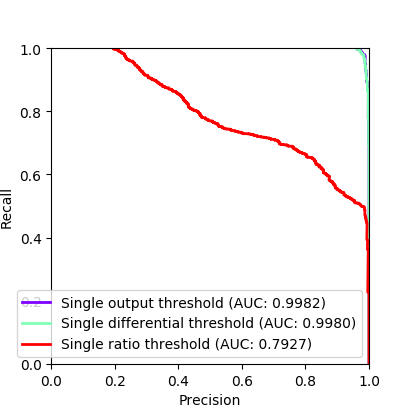 1.0
0.8
0.6
0.4
0.2
0.0
Recall
Single output threshold (AUC: 0.9982)
Single differential threshold (AUC: 0.9980)
Single ratio threshold (AUC: 0.7927)
0.0 0.2 0.4 0.6 0.8 1.0
Precision